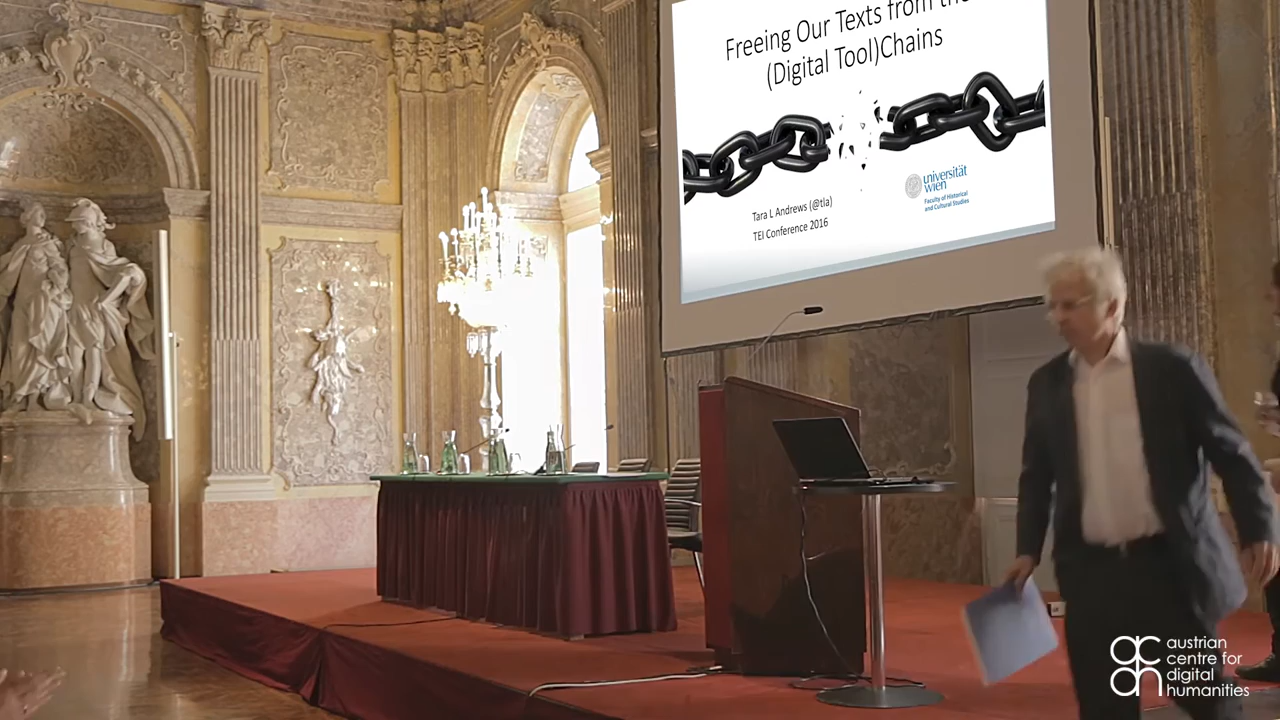 Freeing Our Texts from the
(Digital Tool)Chains
universität
wien
Faculty of Historical
and Cultural Studies
Tara L Andrews (@tla)
TEI Conference 2016
austrian
centre for
digital
humanities